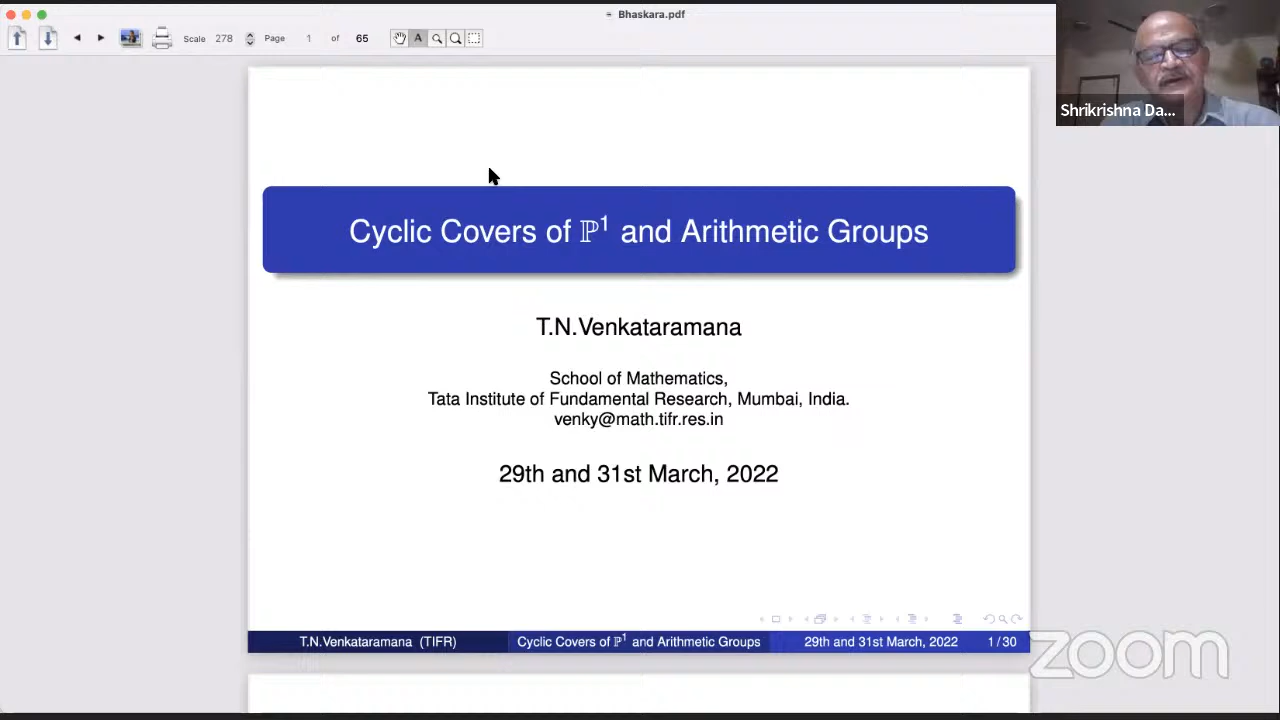 Bhaskara.pdf
Scale 278 Page 1 of 65
A
Shrikrishna Da...
Cyclic Covers of ℙ¹ and Arithmetic Groups
T.N.Venkataramana
School of Mathematics,
Tata Institute of Fundamental Research, Mumbai, India.
venky@math.tifr.res.in
29th and 31st March, 2022
T.N.Venkataramana (TIFR) Cyclic Covers of ℙ¹ and Arithmetic Groups 29th and 31st March, 2022 1 / 30
zoom